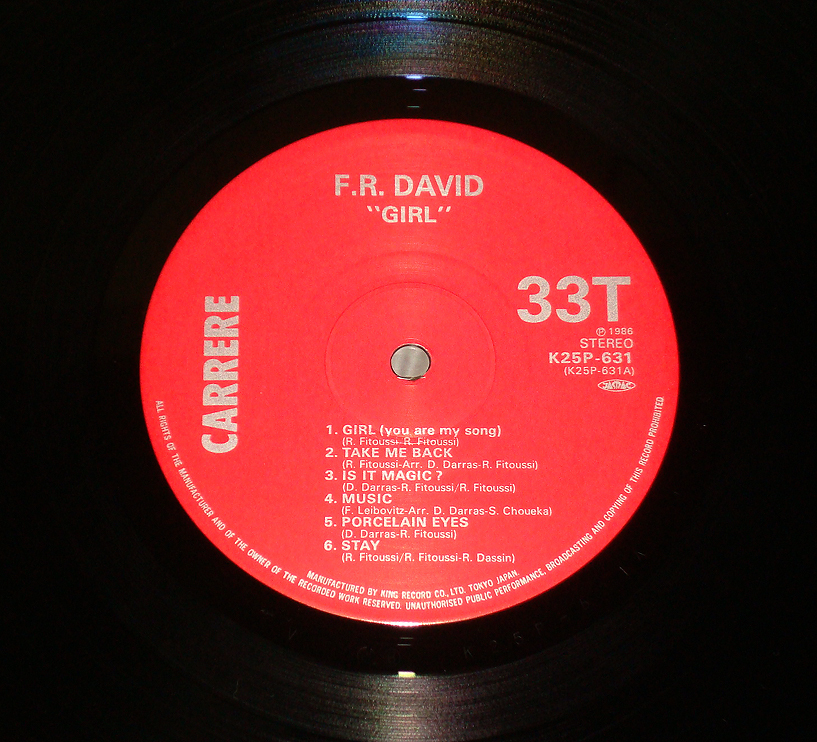 F.R. DAVID
"GIRL"
33T
℗ 1986
STEREO
K25P-631
(K25P-631A)
CARRERE
1. GIRL (you are my song)
(R. Fitoussi-R. Fitoussi)
2. TAKE ME BACK
(R. Fitoussi-Arr. D. Darras-R. Fitoussi)
3. IS IT MAGIC ?
(D. Darras-R. Fitoussi/R. Fitoussi)
4. MUSIC
(F. Leibovitz-Arr. D. Darras-S. Choueka)
5. PORCELAIN EYES
(D. Darras-R. Fitoussi)
6. STAY
(R. Fitoussi/R. Fitoussi-R. Dassin)
MANUFACTURED BY KING RECORD CO., LTD. TOKYO JAPAN.
ALL RIGHTS OF THE MANUFACTURER AND OF THE OWNER OF THE RECORDED WORK RESERVED. UNAUTHORISED PUBLIC PERFORMANCE, BROADCASTING AND COPYING OF THIS RECORD PROHIBITED